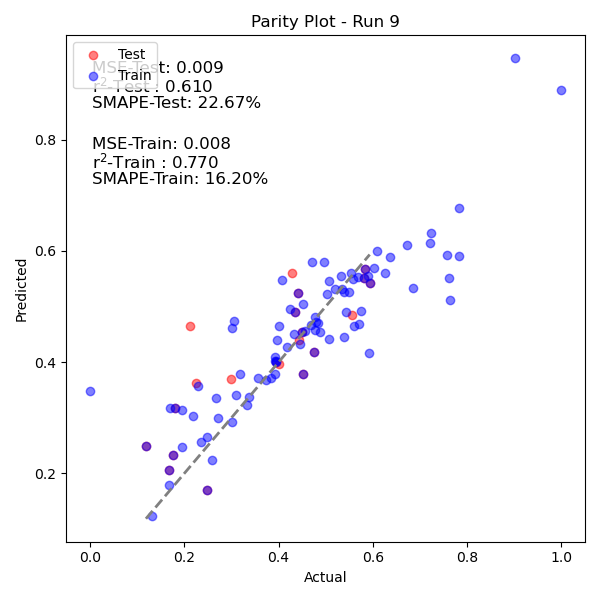 Parity Plot - Run 9
Test
Train
MSE-Test: 0.009
r²-Test : 0.610
SMAPE-Test: 22.67%
MSE-Train: 0.008
r²-Train : 0.770
SMAPE-Train: 16.20%
Predicted
0.8
0.6
0.4
0.2
0.0 0.2 0.4 0.6 0.8 1.0
Actual